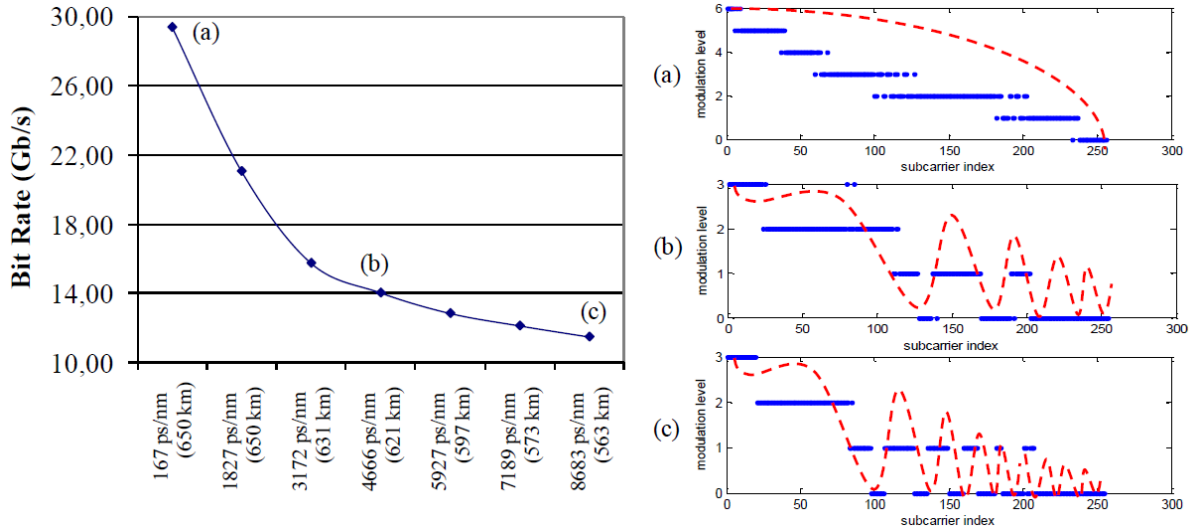 30,00
26,00
22,00
18,00
14,00
10,00
Bit Rate (Gb/s)
(a)
(b)
(c)
167 ps/nm
(650 km)
1827 ps/nm
(650 km)
3172 ps/nm
(631 km)
4666 ps/nm
(621 km)
5927 ps/nm
(597 km)
7189 ps/nm
(573 km)
8683 ps/nm
(563 km)
(a)
modulation level
6
4
2
0
0 50 100 150 200 250 300
subcarrier index
(b)
modulation level
3
2
1
0
0 50 100 150 200 250 300
subcarrier index
(c)
modulation level
3
2
1
0
0 50 100 150 200 250 300
subcarrier index